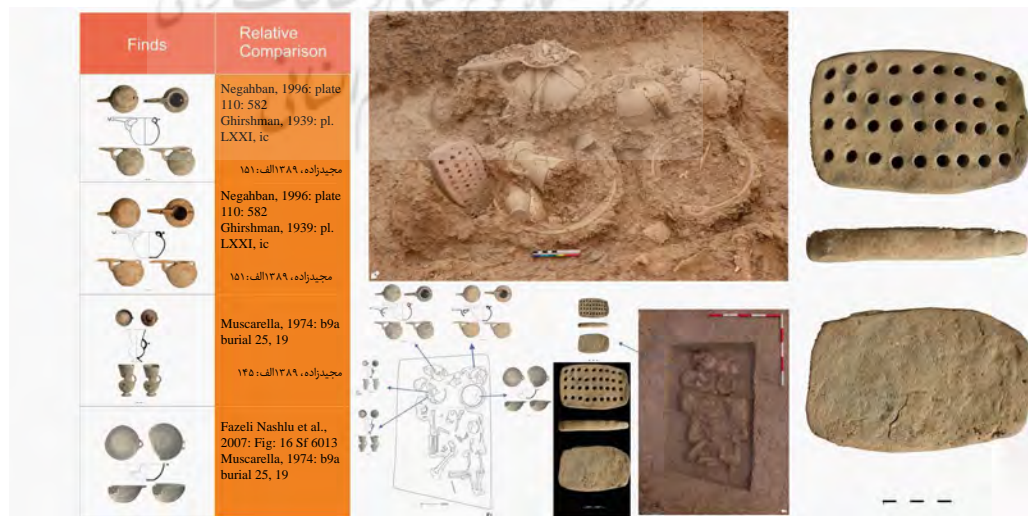 Finds
Relative
Comparison
Negahban, 1996: plate
110: 582
Ghirshman, 1939: pl.
LXXI, ic
مجیدزاده، ۱۳۸۹الف: ۱۵۱
Negahban, 1996: plate
110: 582
Ghirshman, 1939: pl.
LXXI, ic
مجیدزاده، ۱۳۸۹الف: ۱۵۱
Muscarella, 1974: b9a
burial 25, 19
مجیدزاده، ۱۳۸۹الف: ۱۴۵
Fazeli Nashlu et al.,
2007: Fig: 16 Sf 6013
Muscarella, 1974: b9a
burial 25, 19